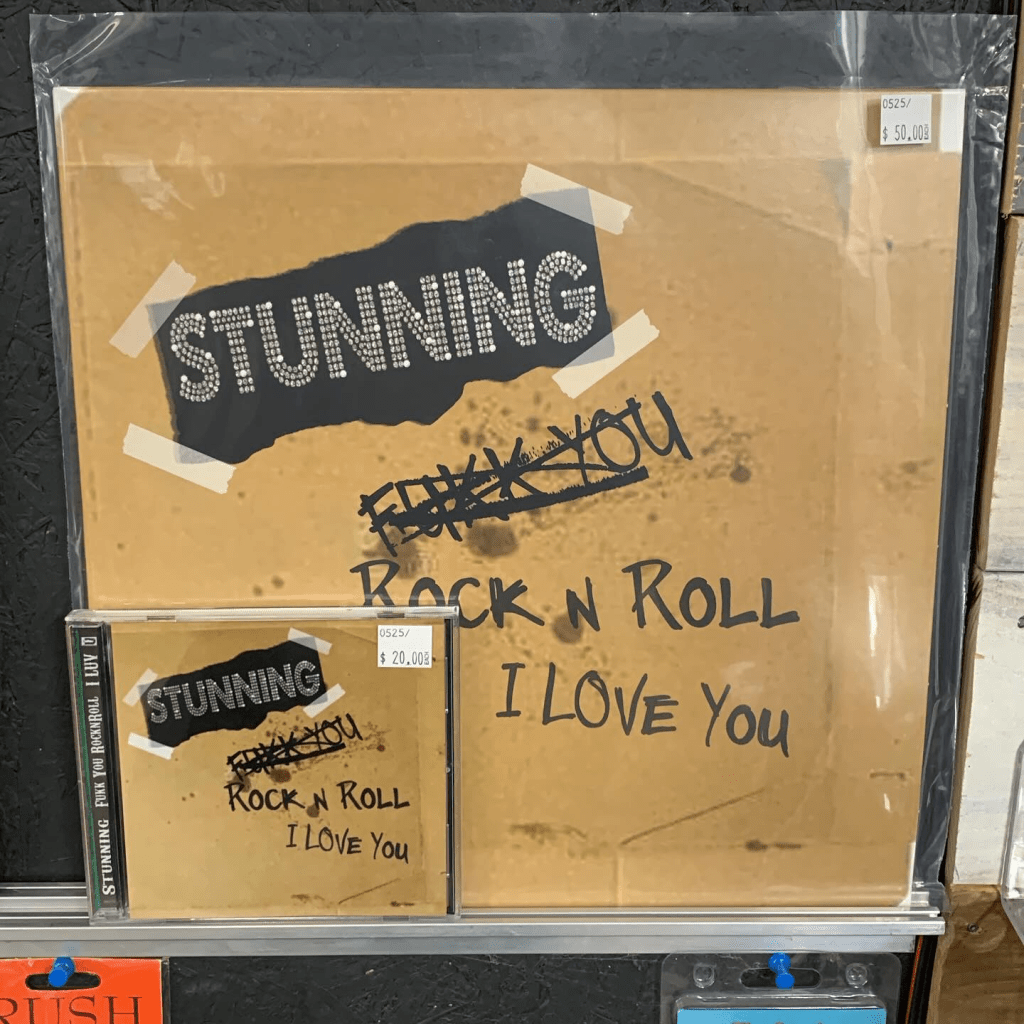 0525/
$ 50.00
STUNNING
FUKK YOU
ROCK N ROLL
I LOVE YOU
0525/
$ 20.00
STUNNING
FUKK YOU
ROCK N ROLL
I LOVE YOU
STUNNING FUKK YOU ROCKNROLL I LUV U
RUSH